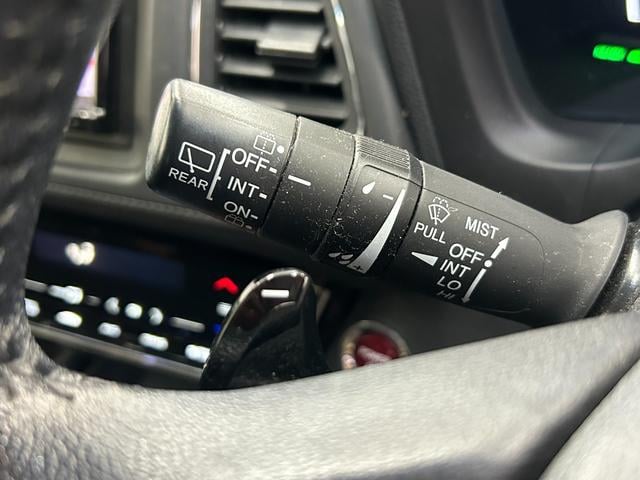 REAR
OFF
INT
ON
MIST
PULL
OFF
INT
LO
HI